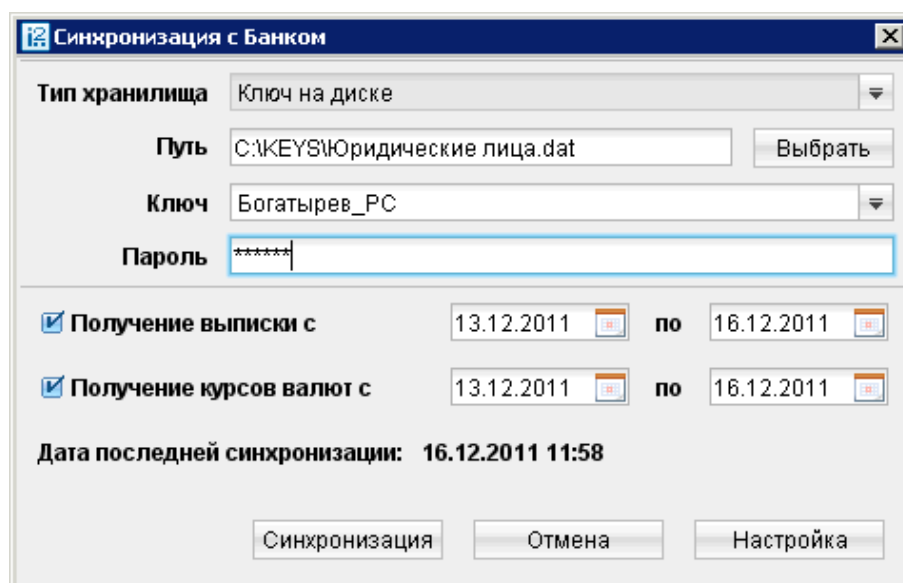 i2 Синхронизация с Банком
Тип хранилища Ключ на диске
Путь C:\KEYS\Юридические лица.dat Выбрать
Ключ Богатырев_РС
Пароль ******
Получение выписки с 13.12.2011 по 16.12.2011
Получение курсов валют с 13.12.2011 по 16.12.2011
Дата последней синхронизации: 16.12.2011 11:58
Синхронизация Отмена Настройка